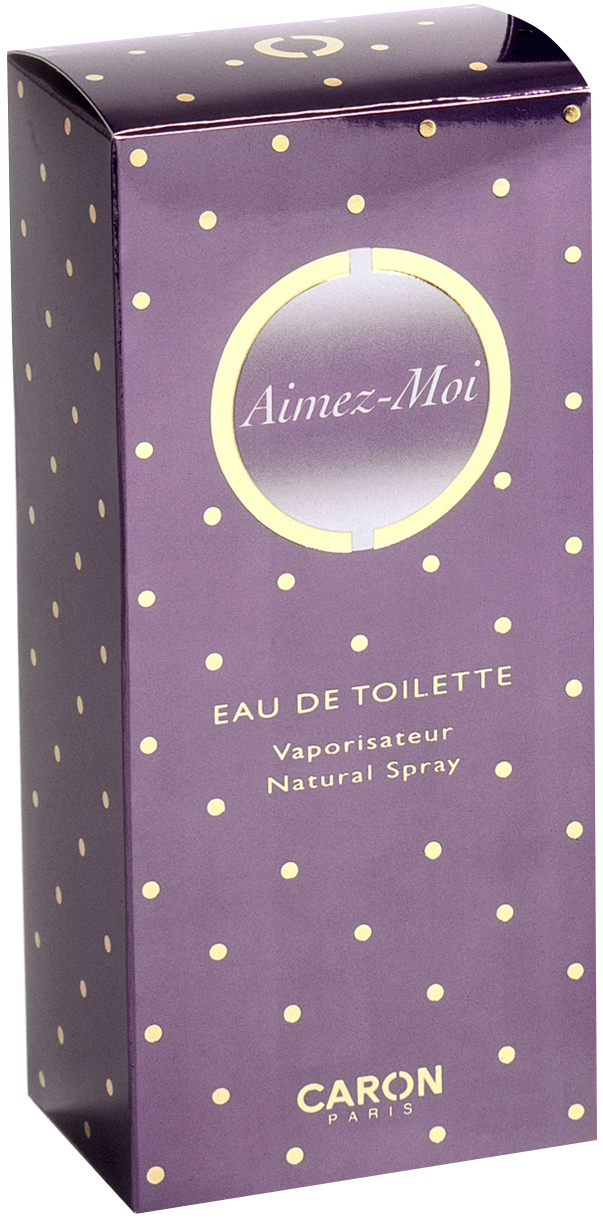 Aimez-Moi
EAU DE TOILETTE
Vaporisateur
Natural Spray
CARON
PARIS